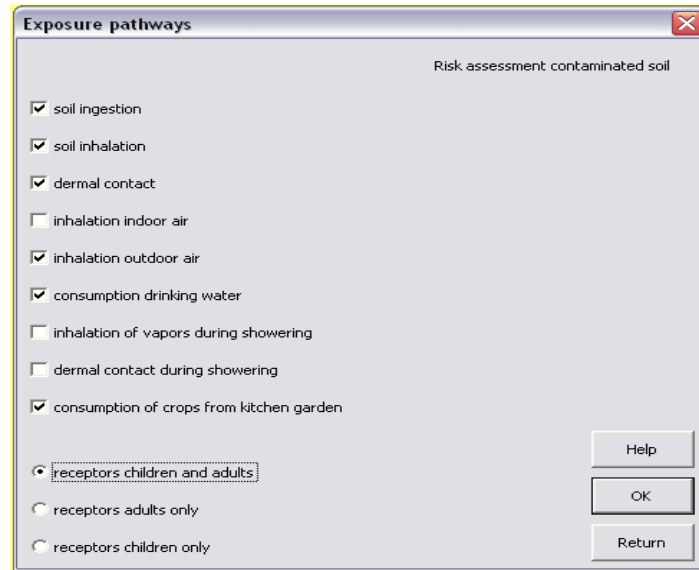 Exposure pathways
Risk assessment contaminated soil
soil ingestion
soil inhalation
dermal contact
inhalation indoor air
inhalation outdoor air
consumption drinking water
inhalation of vapors during showering
dermal contact during showering
consumption of crops from kitchen garden
receptors children and adults
receptors adults only
receptors children only
Help
OK
Return